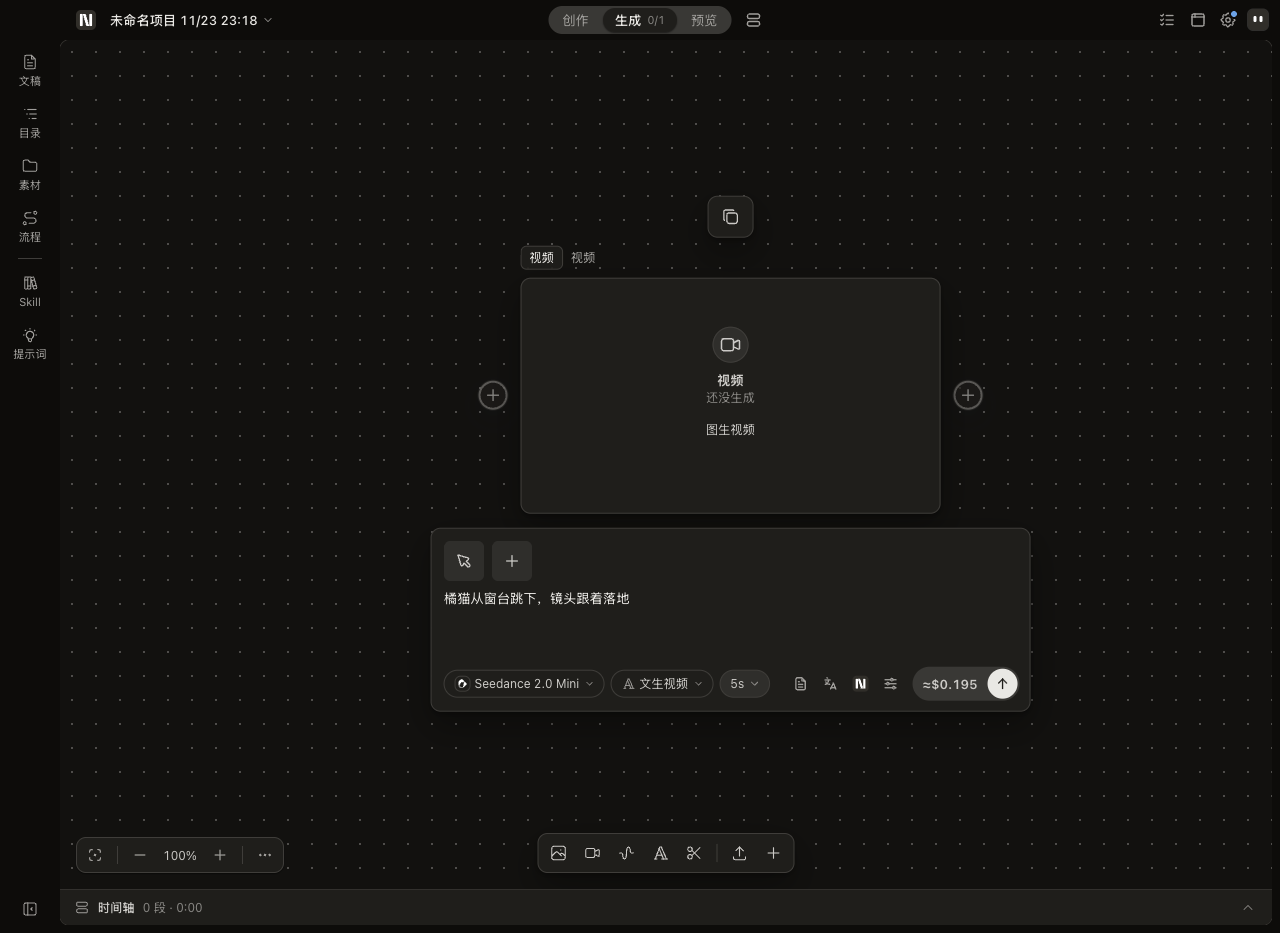 未命名项目 11/23 23:18
创作
生成 0/1
预览
文稿
目录
素材
流程
Skill
提示词
视频 视频
视频
还没生成
图生视频
橘猫从窗台跳下，镜头跟着落地
Seedance 2.0 Mini
文生视频
5s
≈$0.195
100%
时间轴 0 段 · 0:00